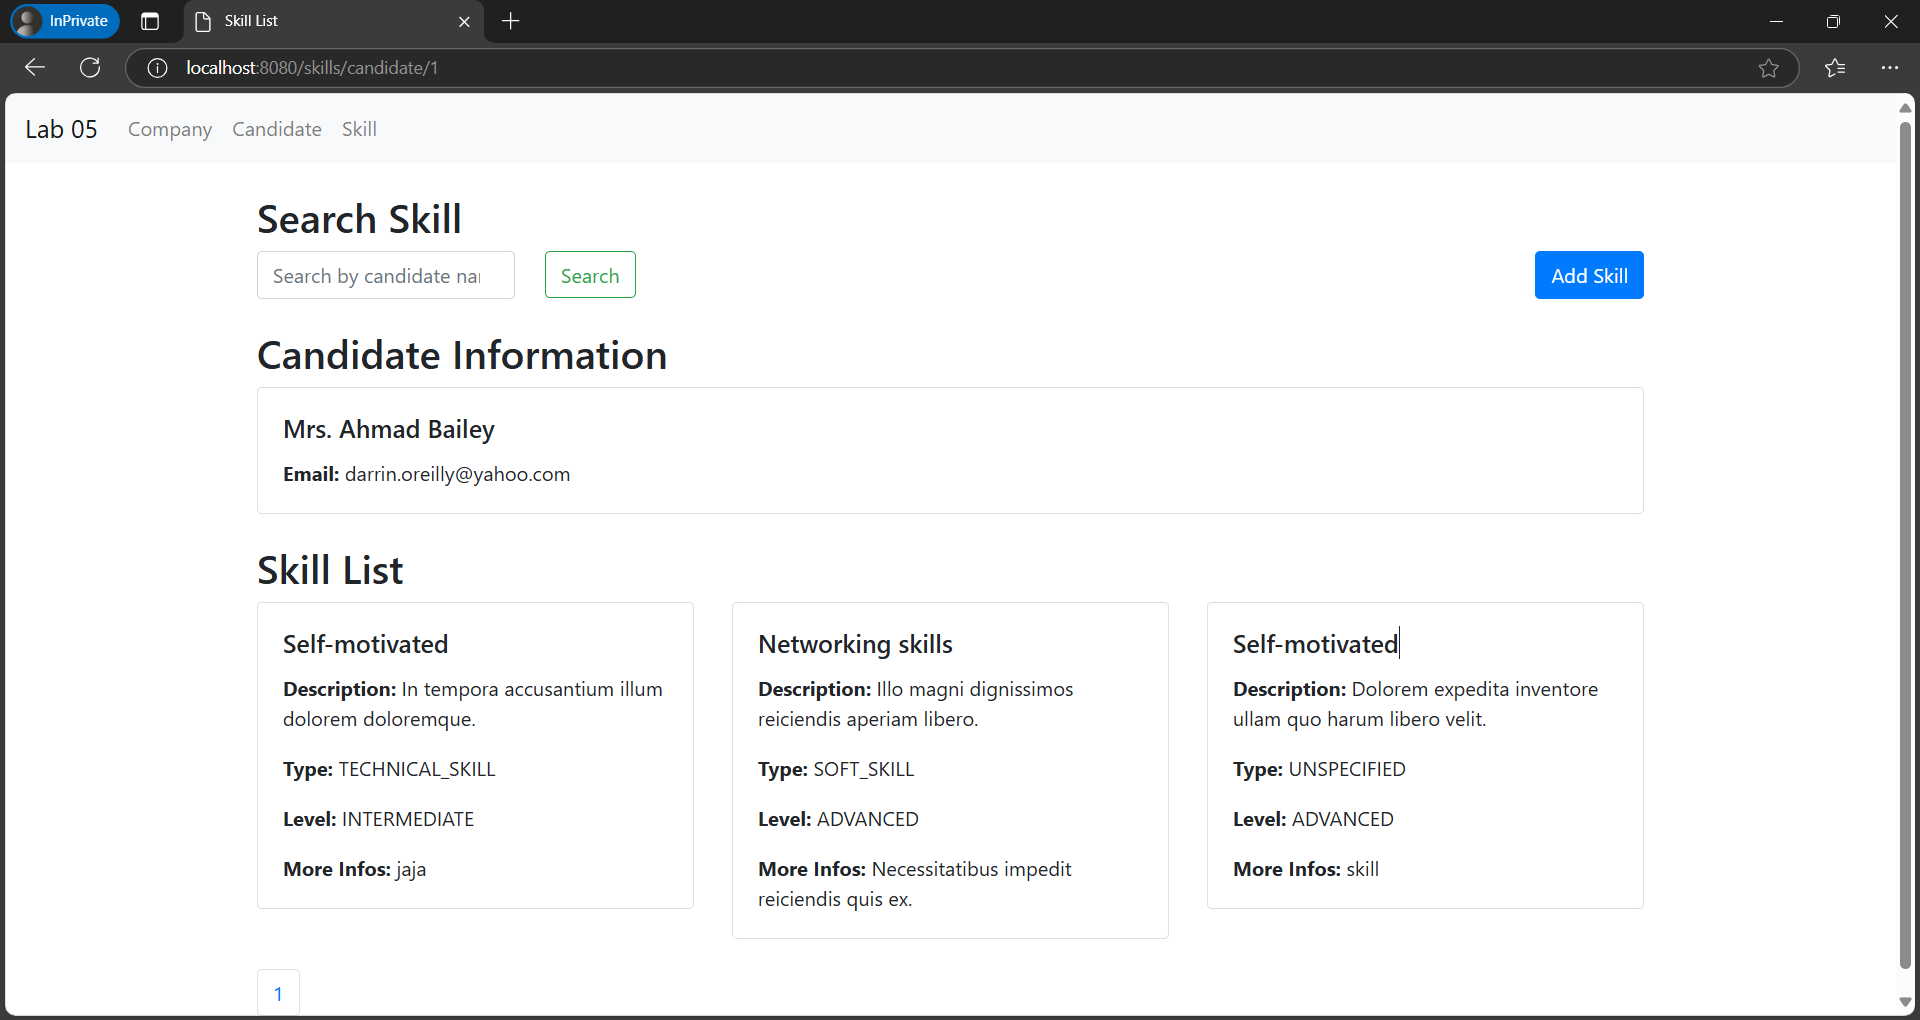 InPrivate
Skill List
localhost:8080/skills/candidate/1
Lab 05 Company Candidate Skill
Search Skill
Search by candidate
Search
Add Skill
Candidate Information
Mrs. Ahmad Bailey
Email: darrin.oreilly@yahoo.com
Skill List
Self-motivated
Description: In tempora accusantium illum
dolorem doloremque.
Type: TECHNICAL_SKILL
Level: INTERMEDIATE
More Infos: jaja
Networking skills
Description: Illo magni dignissimos
reiciendis aperiam libero.
Type: SOFT_SKILL
Level: ADVANCED
More Infos: Necessitatibus impedit
reiciendis quis ex.
Self-motivated
Description: Dolorem expedita inventore
ullam quo harum libero velit.
Type: UNSPECIFIED
Level: ADVANCED
More Infos: skill
1